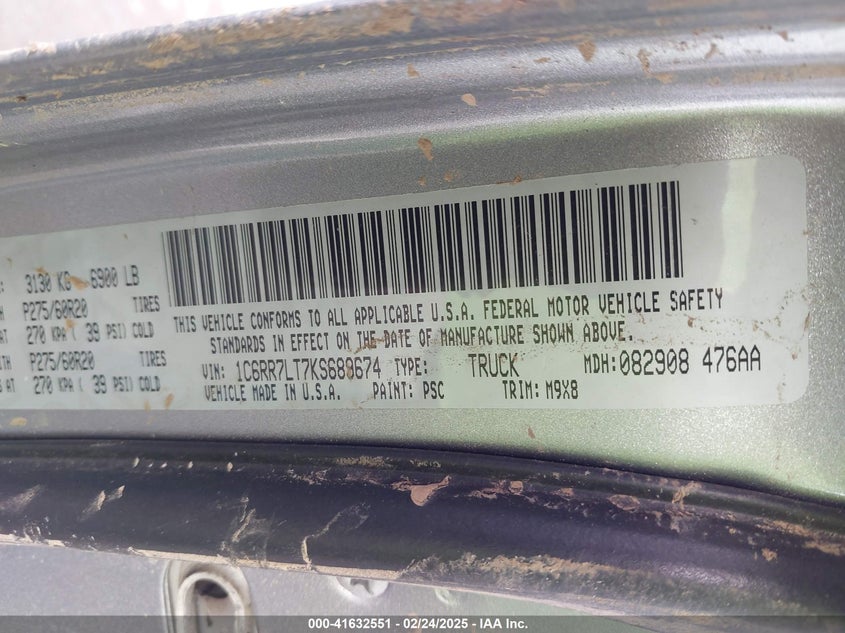 3130 KG 6900 LB
P275/60R20 TIRES
270 KPA ( 39 PSI) COLD
P275/60R20 TIRES
270 KPA ( 39 PSI) COLD
THIS VEHICLE CONFORMS TO ALL APPLICABLE U.S.A. FEDERAL MOTOR VEHICLE SAFETY
STANDARDS IN EFFECT ON THE DATE OF MANUFACTURE SHOWN ABOVE.
VIN: 1C6RR7LT7KS688674 TYPE: TRUCK MDH: 082908 476AA
VEHICLE MADE IN U.S.A. PAINT: PSC TRIM: M9X8
000-41632551 - 02/24/2025 - IAA Inc.